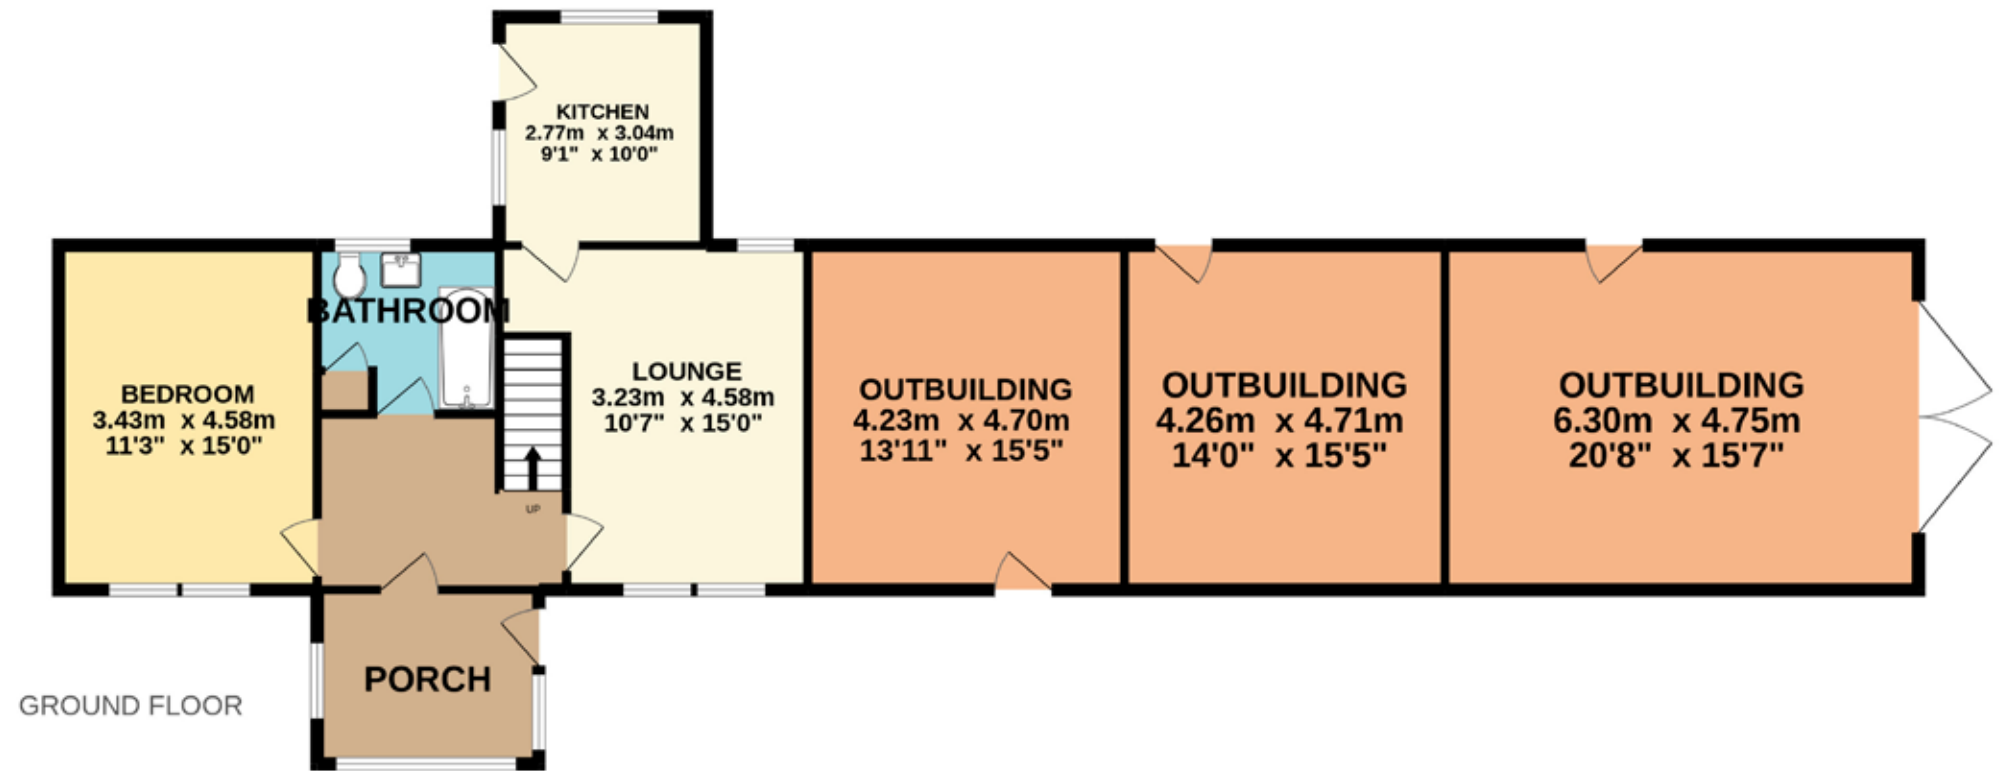 KITCHEN
2.77m x 3.04m
9'1" x 10'0"
BATHROOM
BEDROOM
3.43m x 4.58m
11'3" x 15'0"
UP
LOUNGE
3.23m x 4.58m
10'7" x 15'0"
OUTBUILDING
4.23m x 4.70m
13'11" x 15'5"
OUTBUILDING
4.26m x 4.71m
14'0" x 15'5"
OUTBUILDING
6.30m x 4.75m
20'8" x 15'7"
PORCH
GROUND FLOOR